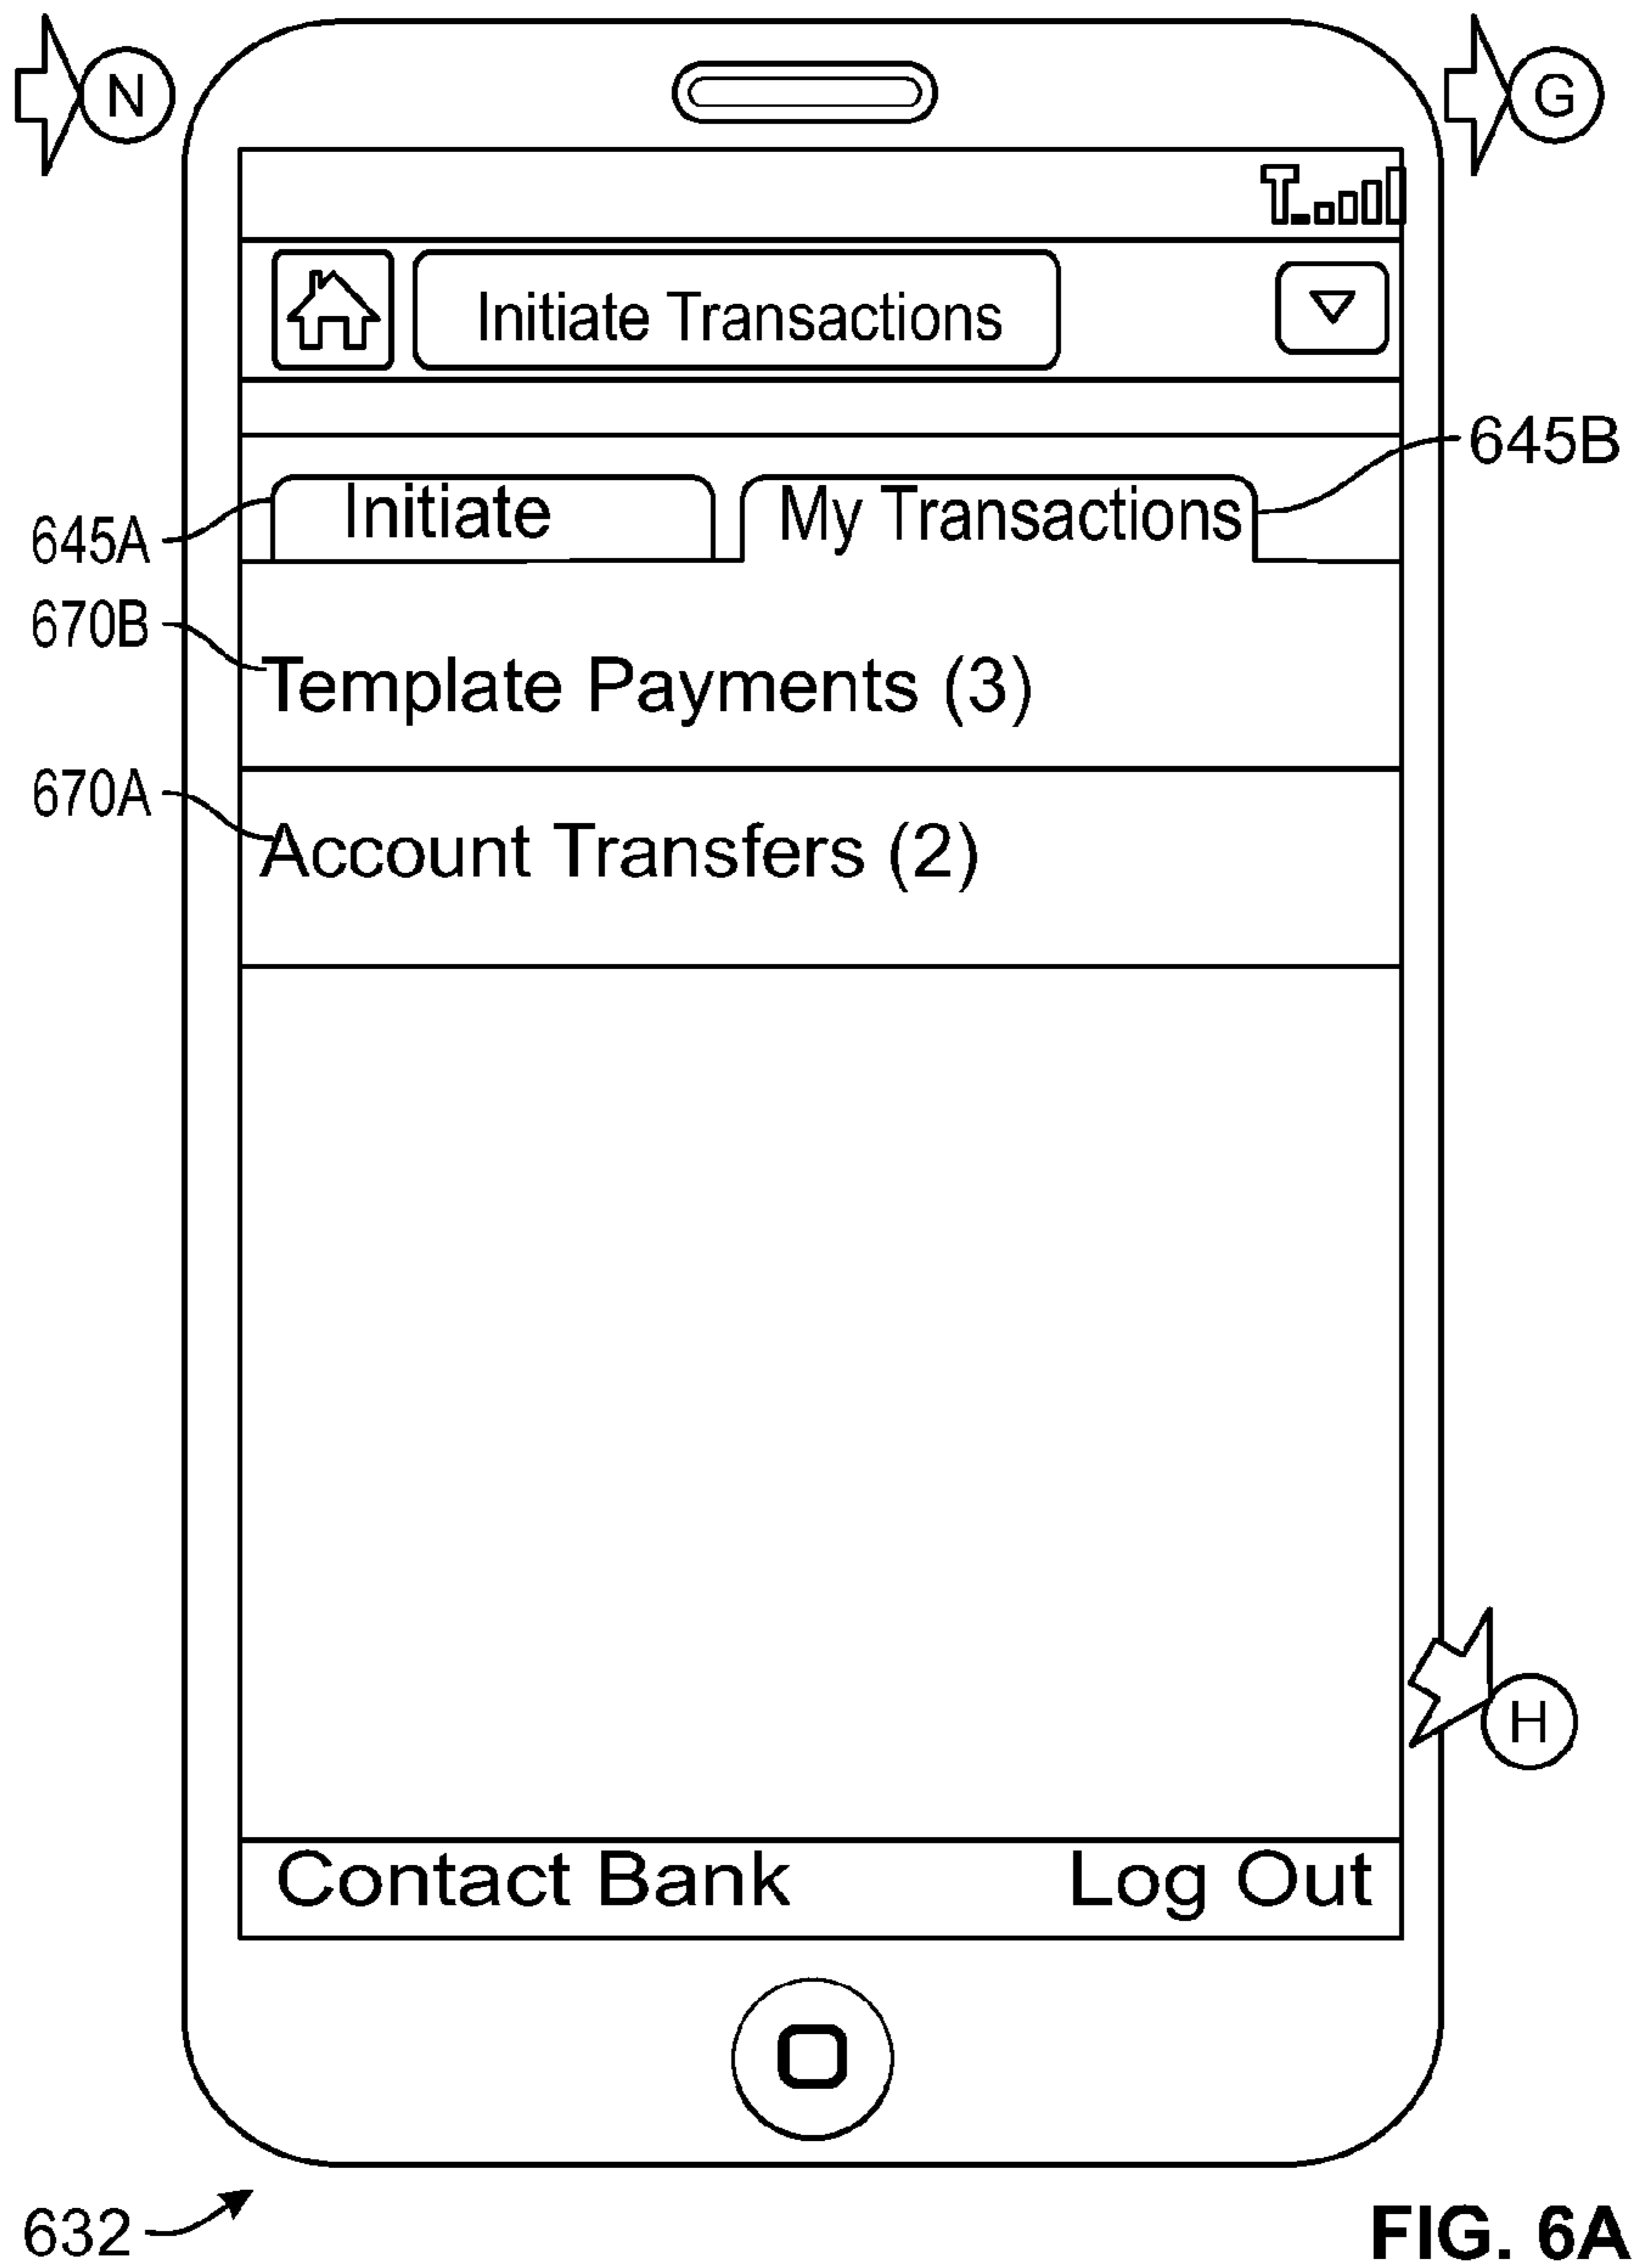 N
G
Initiate Transactions
645B
Initiate
My Transactions
645A
670B
Template Payments (3)
670A
Account Transfers (2)
H
Contact Bank
Log Out
632
FIG. 6A